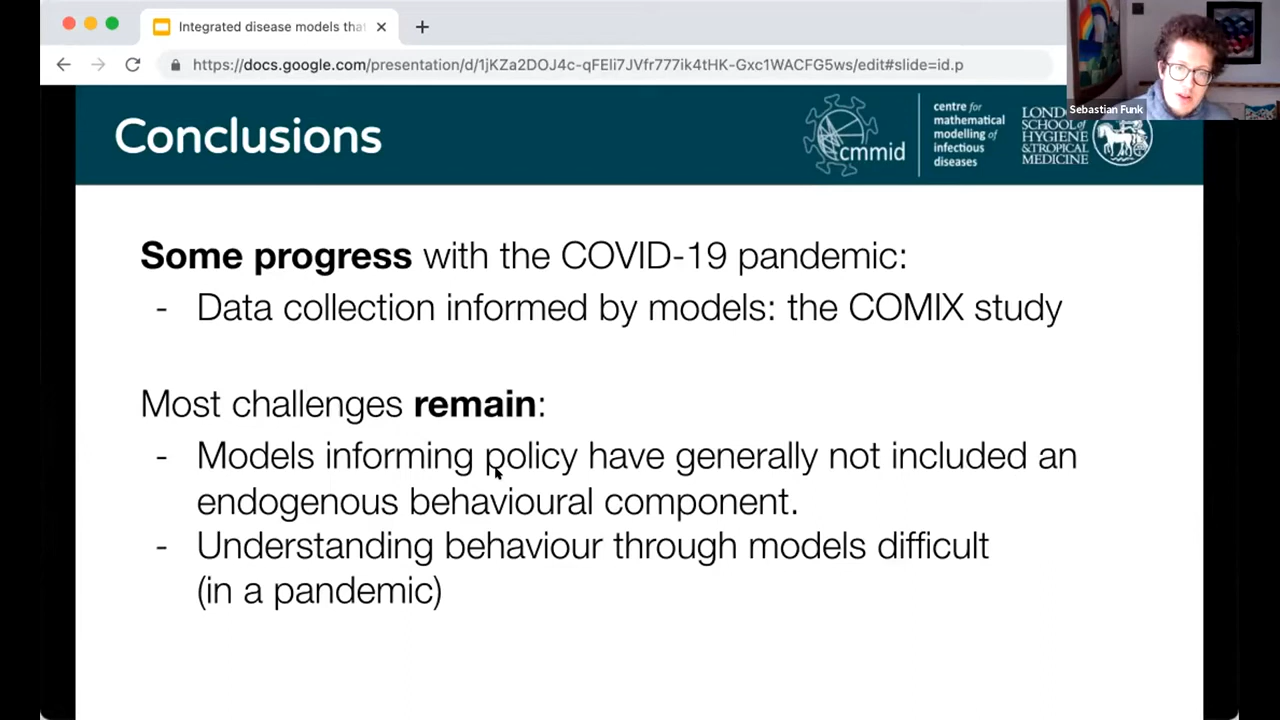 Integrated disease models that
https://docs.google.com/presentation/d/1jKZa2DOJ4c-qFEli7JVfr777ik4tHK-Gxc1WACFG5ws/edit#slide=id.p
Sebastian Funk
Conclusions
cmmid
centre for
mathematical
modelling of
infectious
diseases
LOND
SCHOOL of
HYGIENE
&TROPICAL
MEDICINE
Some progress with the COVID-19 pandemic:
- Data collection informed by models: the COMIX study
Most challenges remain:
- Models informing policy have generally not included an
endogenous behavioural component.
- Understanding behaviour through models difficult
(in a pandemic)